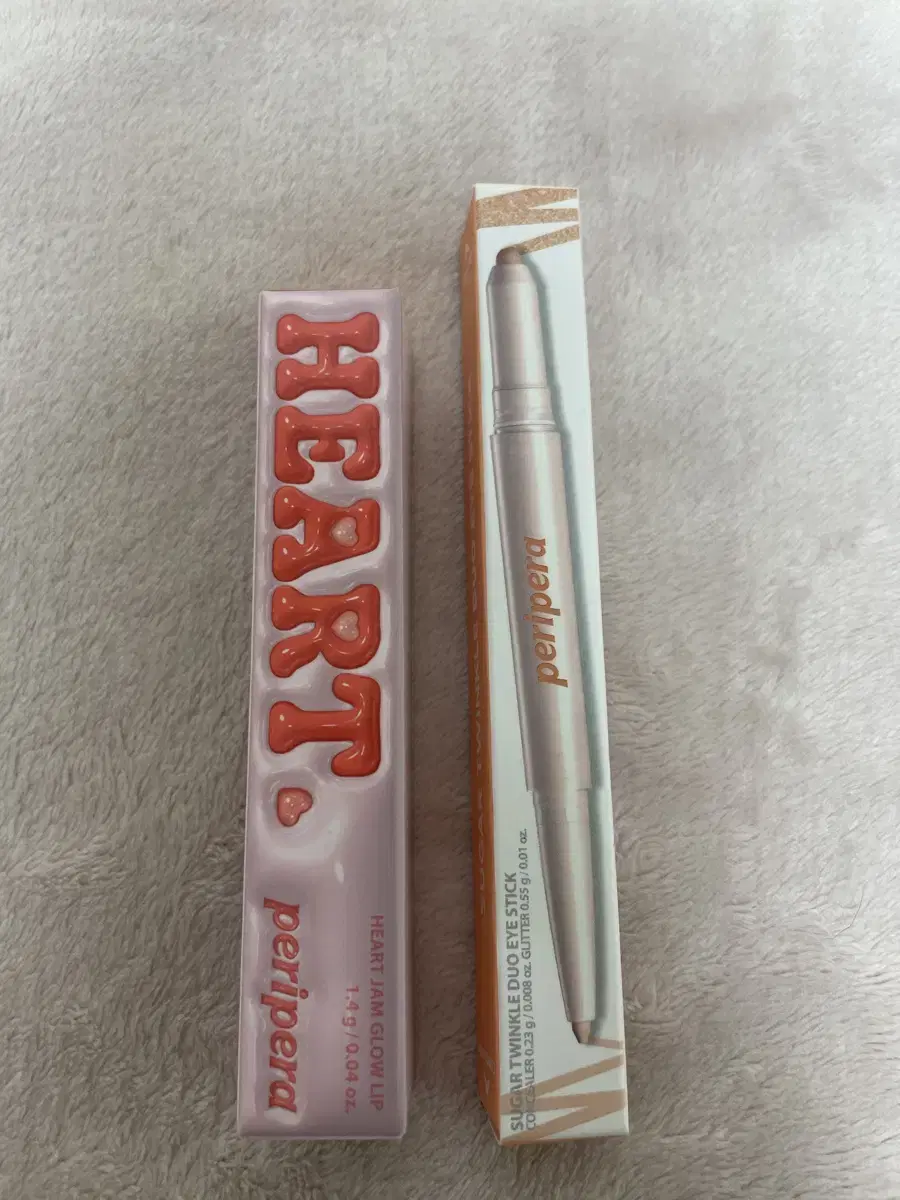 HEART
peripera
HEART JAM GLOW LIP
1.4 g / 0.04 oz.
peripera
SUGAR TWINKLE DUO EYE STICK
CONCEALER 0.23 g / 0.008 oz. GLITTER 0.55 g / 0.01 oz.